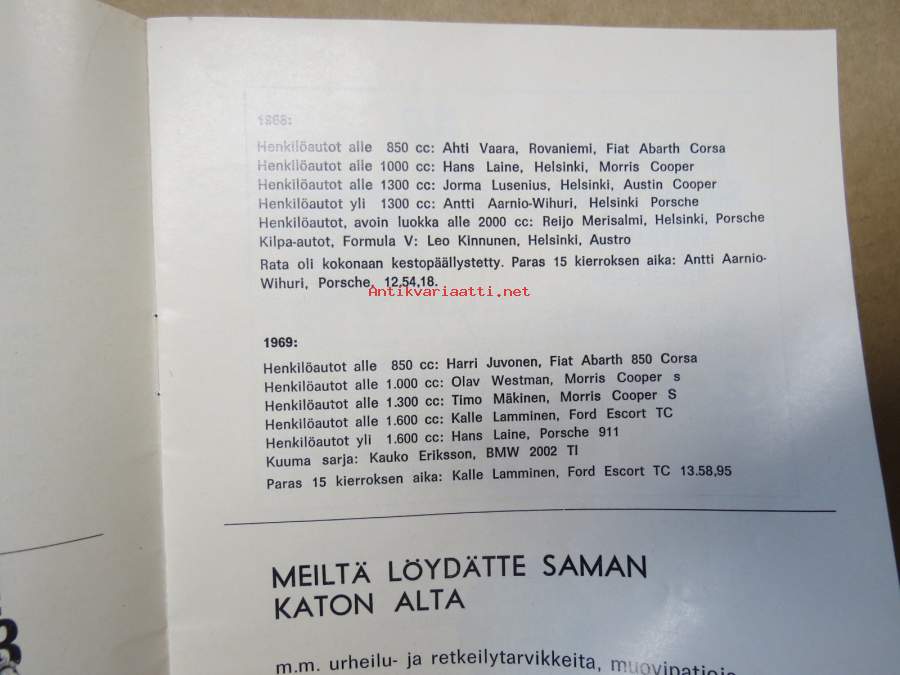 1968:
Henkilöautot alle 850 cc: Ahti Vaara, Rovaniemi, Fiat Abarth Corsa
Henkilöautot alle 1000 cc: Hans Laine, Helsinki, Morris Cooper
Henkilöautot alle 1300 cc: Jorma Lusenius, Helsinki, Austin Cooper
Henkilöautot yli 1300 cc: Antti Aarnio-Wihuri, Helsinki Porsche
Henkilöautot, avoin luokka alle 2000 cc: Reijo Merisalmi, Helsinki, Porsche
Kilpa-autot, Formula V: Leo Kinnunen, Helsinki, Austro
Rata oli kokonaan kestopäällystetty. Paras 15 kierroksen aika: Antti Aarnio-
Wihuri, Porsche, 12,54,18.
Antikvariaatti.net
1969:
Henkilöautot alle 850 cc: Harri Juvonen, Fiat Abarth 850 Corsa
Henkilöautot alle 1.000 cc: Olav Westman, Morris Cooper s
Henkilöautot alle 1.300 cc: Timo Mäkinen, Morris Cooper S
Henkilöautot alle 1.600 cc: Kalle Lamminen, Ford Escort TC
Henkilöautot yli 1.600 cc: Hans Laine, Porsche 911
Kuuma sarja: Kauko Eriksson, BMW 2002 TI
Paras 15 kierroksen aika: Kalle Lamminen, Ford Escort TC 13.58,95
MEILTÄ LÖYDÄTTE SAMAN
KATON ALTA
m.m. urheilu- ja retkeilytarvikkeita,